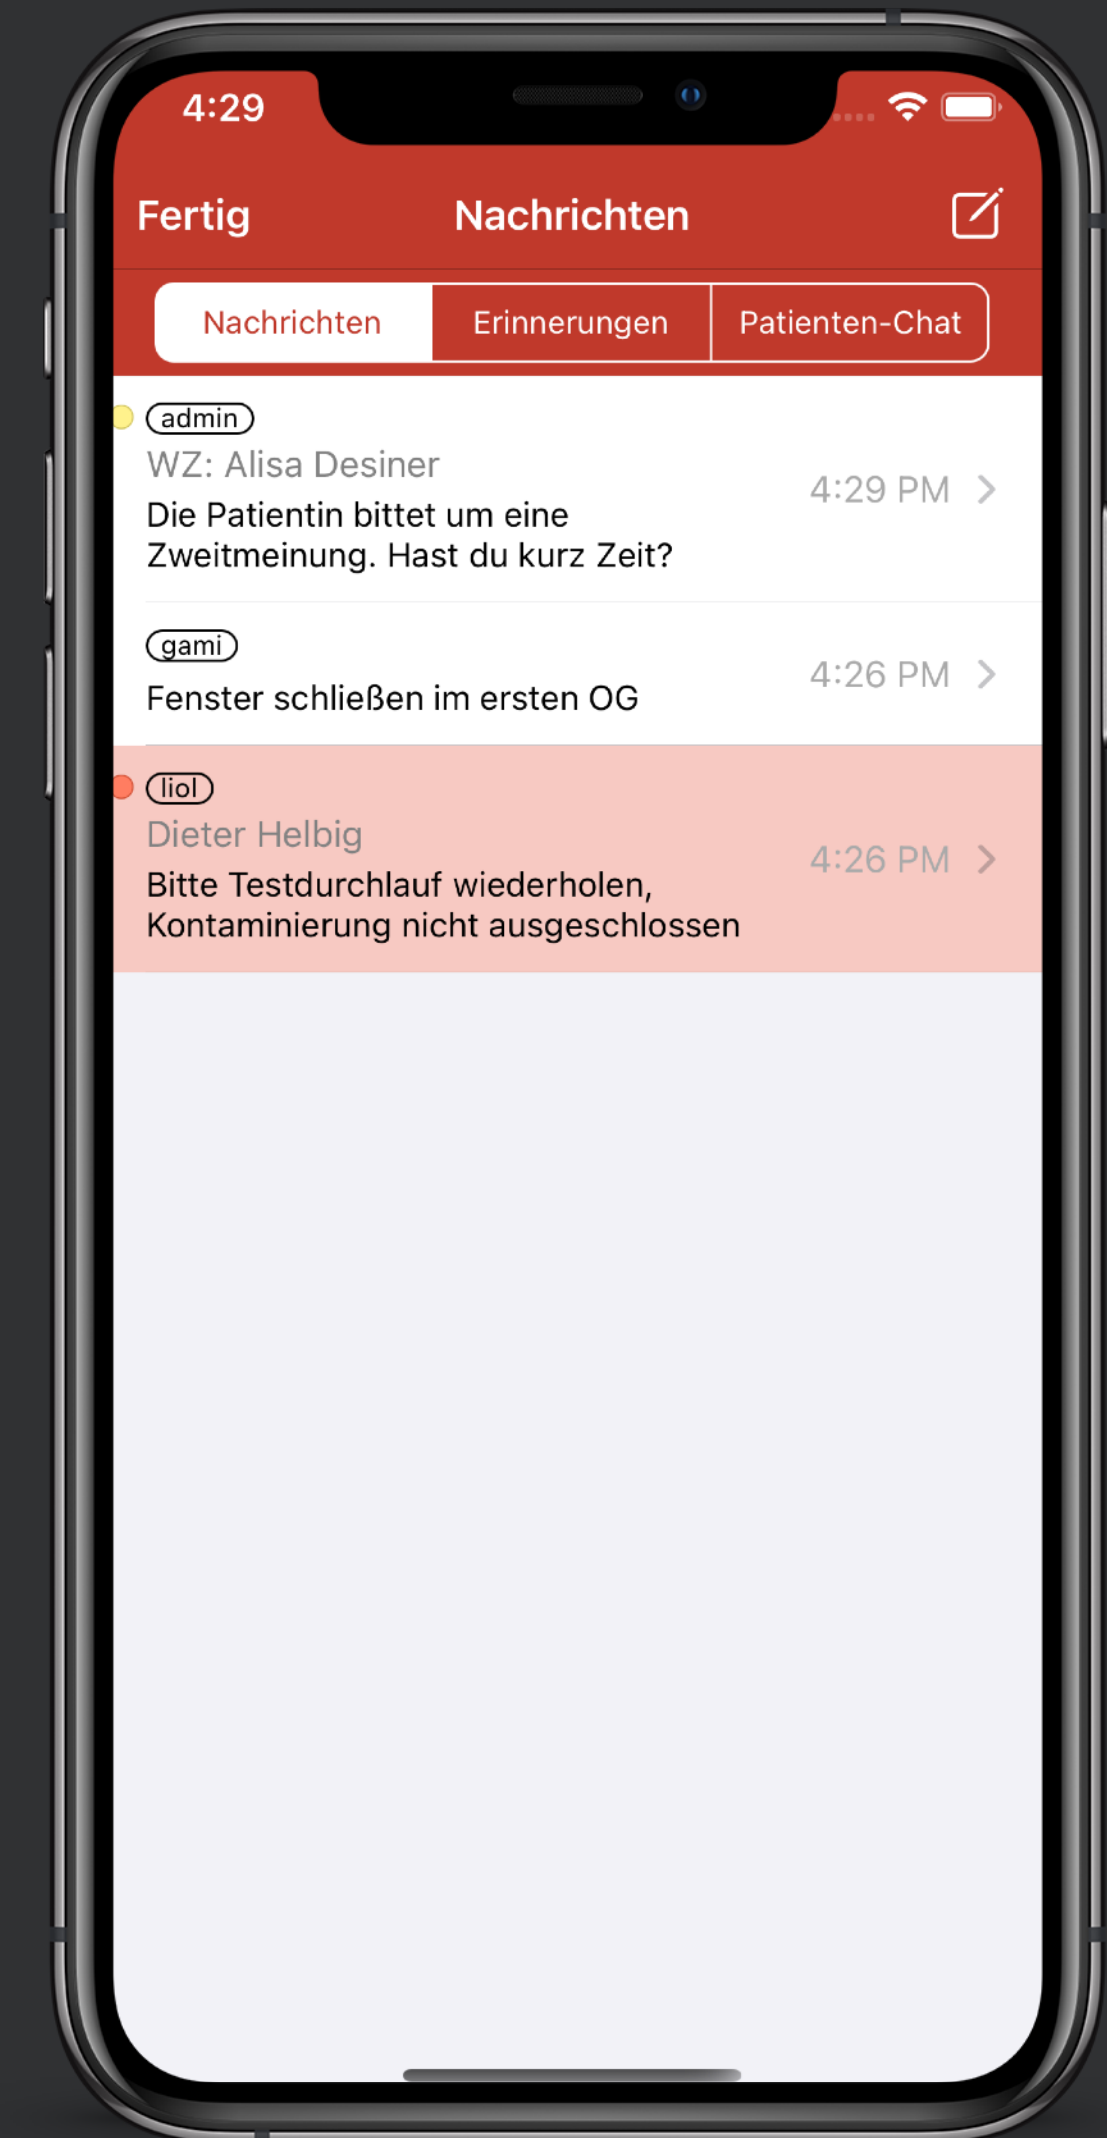 4:29
Fertig Nachrichten
Nachrichten Erinnerungen Patienten-Chat
admin
WZ: Alisa Desiner
4:29 PM
Die Patientin bittet um eine
Zweitmeinung. Hast du kurz Zeit?
gami
4:26 PM
Fenster schließen im ersten OG
liol
Dieter Helbig
4:26 PM
Bitte Testdurchlauf wiederholen,
Kontaminierung nicht ausgeschlossen